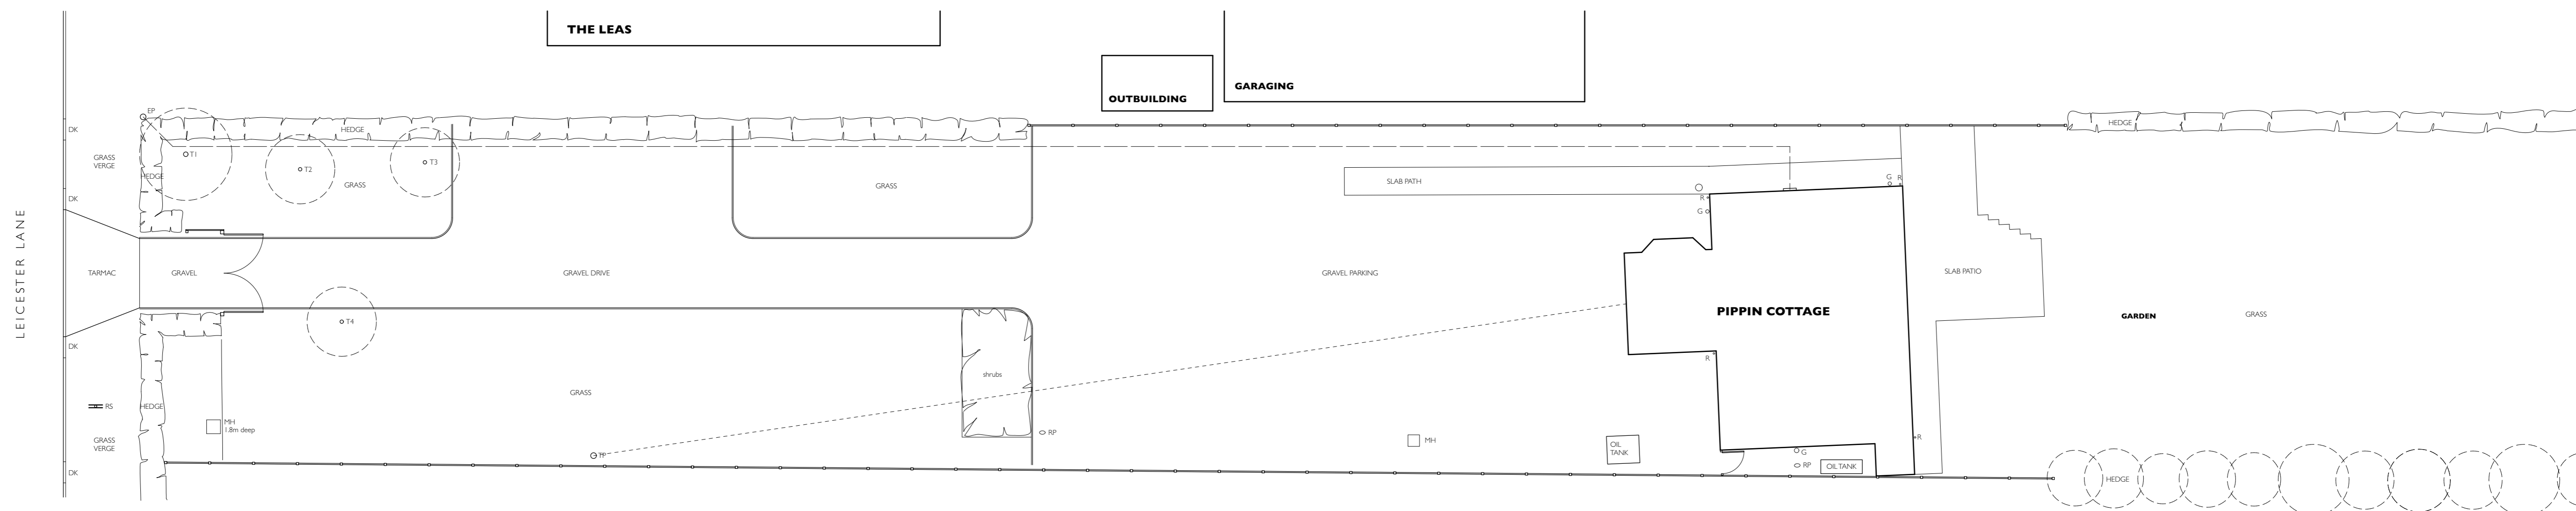 THE LEAS
OUTBUILDING
GARAGING
EP
DK
HEDGE
HEDGE
GRASS
VERGE
T1
T2
T3
HEDGE
GRASS
GRASS
SLAB PATH
G
R
R
G
DK
LEICESTER LANE
TARMAC
GRAVEL
GRAVEL DRIVE
GRAVEL PARKING
SLAB PATIO
PIPPIN COTTAGE
GARDEN
GRASS
T4
DK
R
shrubs
GRASS
RS
HEDGE
MH
1.8m deep
GRASS
VERGE
RP
MH
OIL
TANK
R
G
RP
OIL TANK
TP
DK
HEDGE